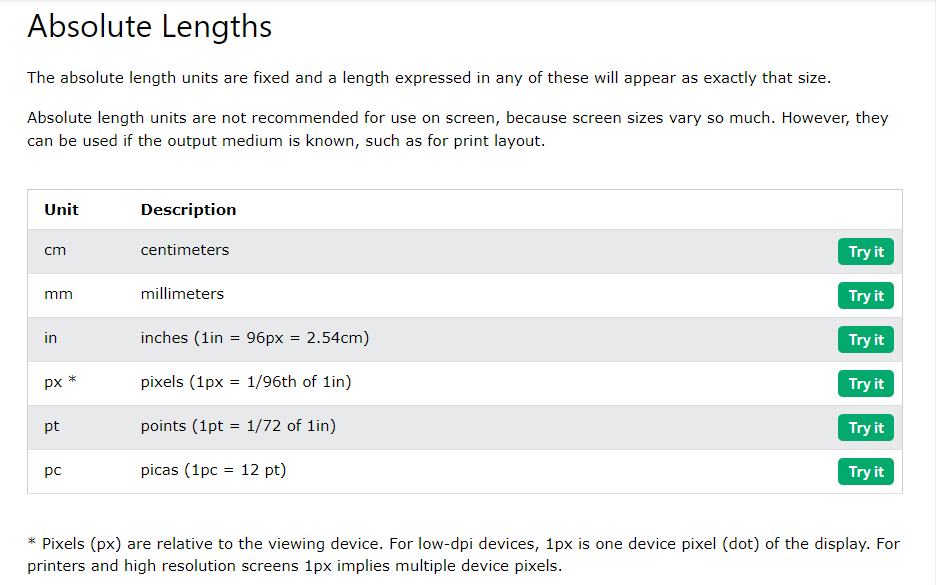 Absolute Lengths
The absolute length units are fixed and a length expressed in any of these will appear as exactly that size.
Absolute length units are not recommended for use on screen, because screen sizes vary so much. However, they
can be used if the output medium is known, such as for print layout.
Unit Description
cm centimeters Try it
mm millimeters Try it
in inches (1in = 96px = 2.54cm) Try it
px * pixels (1px = 1/96th of 1in) Try it
pt points (1pt = 1/72 of 1in) Try it
pc picas (1pc = 12 pt) Try it
* Pixels (px) are relative to the viewing device. For low-dpi devices, 1px is one device pixel (dot) of the display. For
printers and high resolution screens 1px implies multiple device pixels.